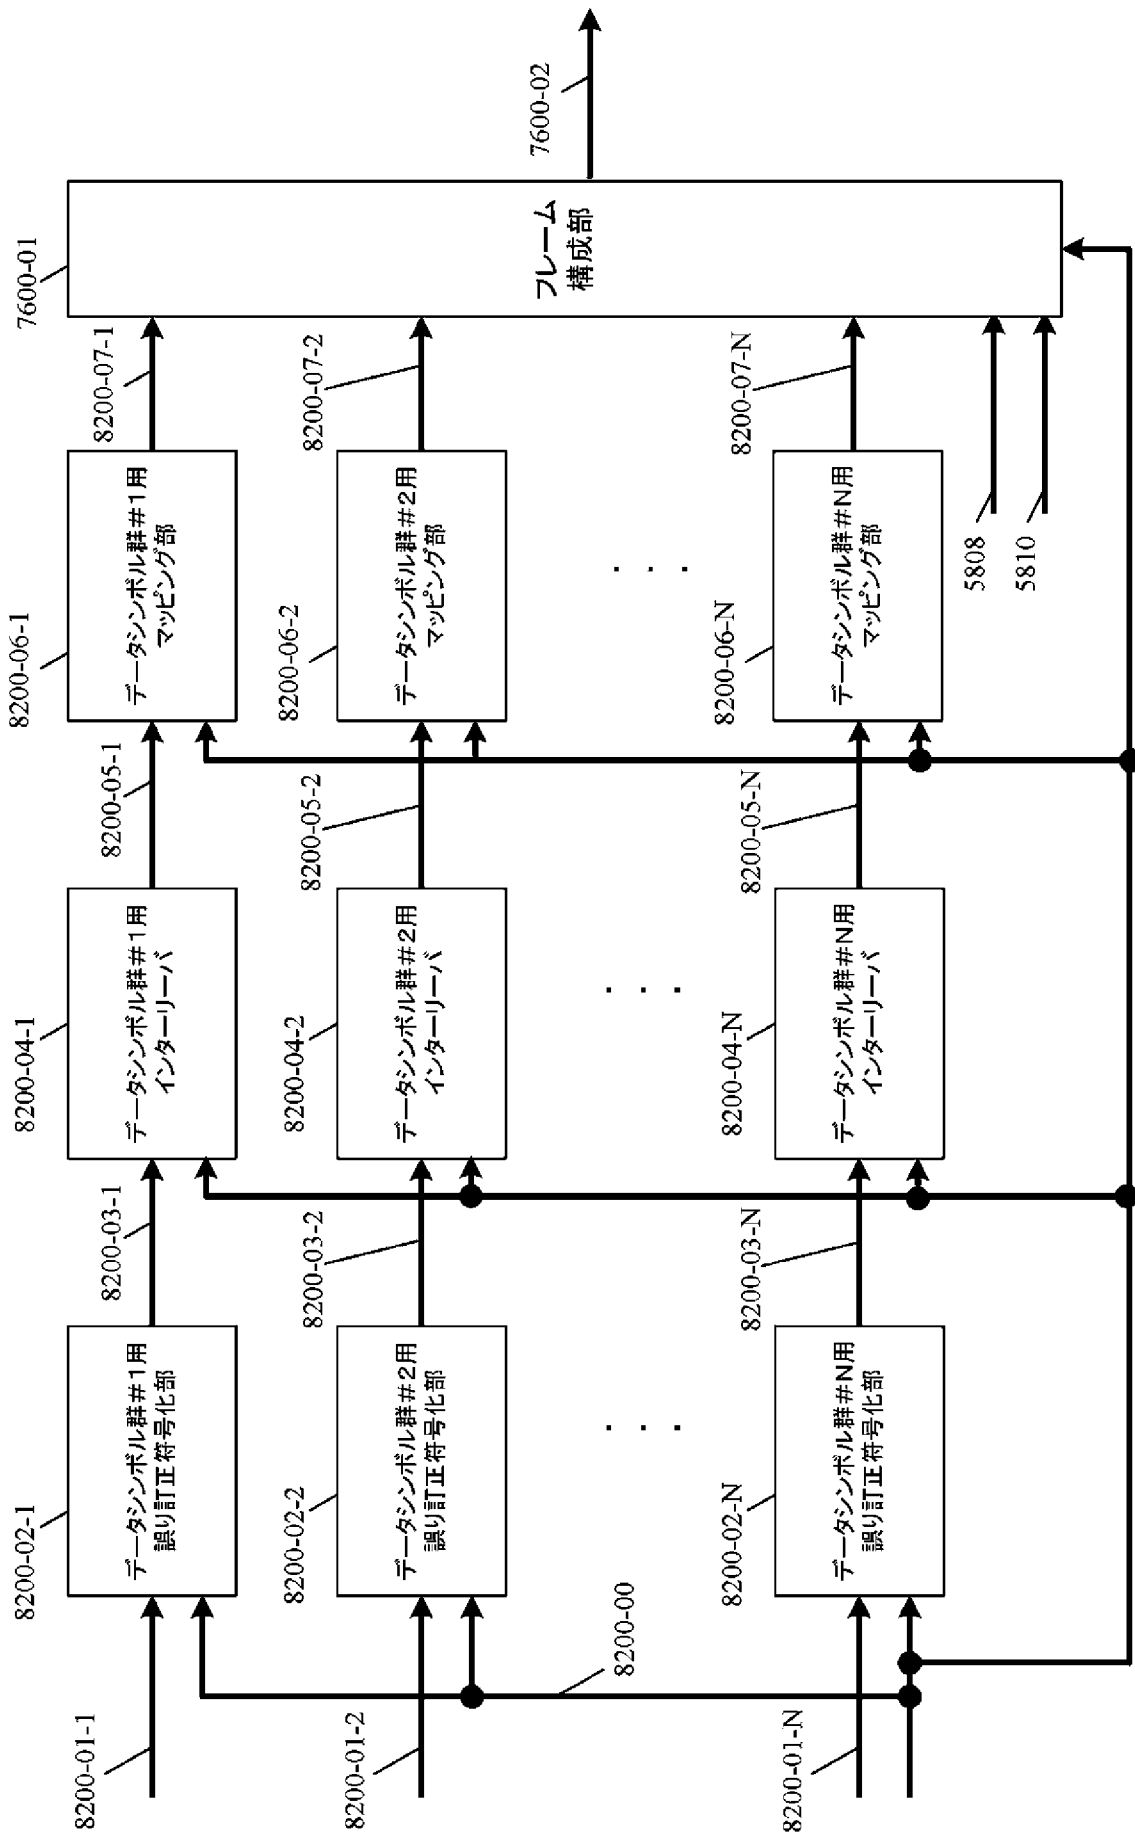 8200-01-1
8200-02-1
データシンボル群＃1用
誤り訂正符号化部
8200-03-1
8200-04-1
データシンボル群＃1用
インターリーバ
8200-05-1
8200-06-1
データシンボル群＃1用
マッピング部
8200-07-1
7600-01
フレーム
構成部
7600-02
8200-01-2
8200-02-2
データシンボル群＃2用
誤り訂正符号化部
8200-03-2
8200-04-2
データシンボル群＃2用
インターリーバ
8200-05-2
8200-06-2
データシンボル群＃2用
マッピング部
8200-07-2
8200-00
. . .
. . .
. . .
8200-01-N
8200-02-N
データシンボル群＃N用
誤り訂正符号化部
8200-03-N
8200-04-N
データシンボル群＃N用
インターリーバ
8200-05-N
8200-06-N
データシンボル群＃N用
マッピング部
8200-07-N
5808
5810